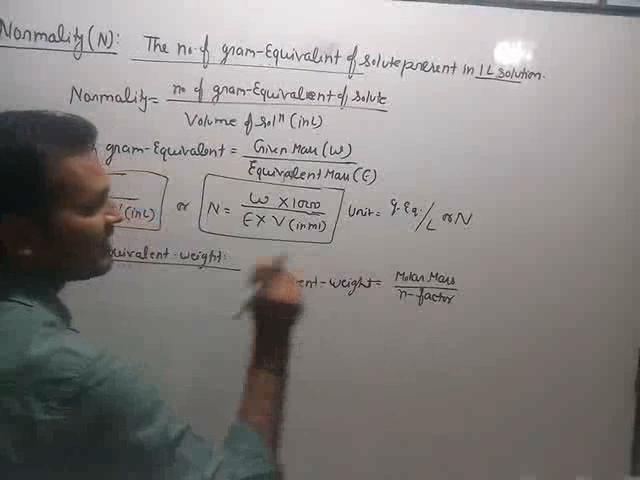 Normality(N): The no. of gram-Equivalent of solute present in 1L solution.
Normality = no of gram-Equivalent of solute / Volume of solⁿ (in L)
gram-Equivalent = Given Mass (W) / Equivalent Mass (E)
(in L) or N = W X 1000 / E X V (in ml) Unit = g.Eq./L or N
quivalent-weight:
ent-weight = Molar Mass / n-factor